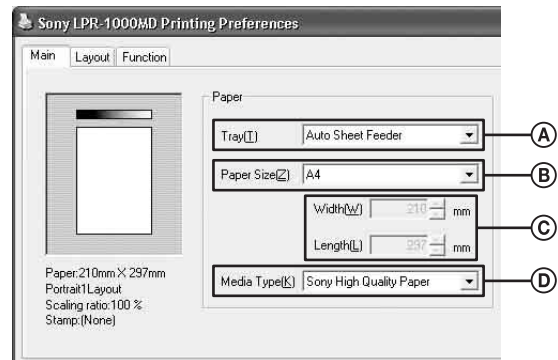 Sony LPR-1000MD Printing Preferences
Main Layout Function
Paper
Tray(T) Auto Sheet Feeder A
Paper Size(Z) A4 B
Width(W) 210 mm
C
Length(L) 297 mm
Media Type(K) Sony High Quality Paper D
Paper:210mm X 297mm
Portrait1Layout
Scaling ratio:100 %
Stamp:(None)